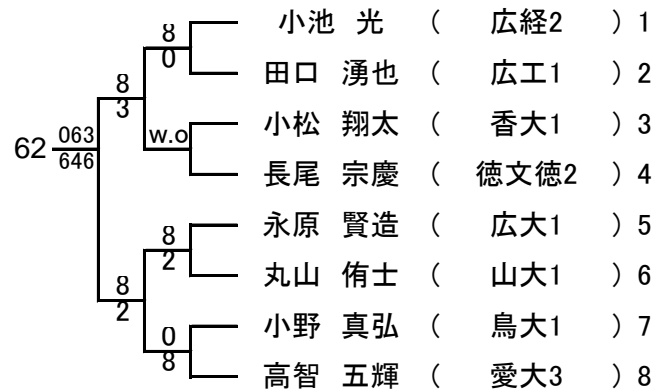 小池 光 ( 広経2 ) 1
8
0
田口 湧也 ( 広工1 ) 2
8
3
小松 翔太 ( 香大1 ) 3
w.o
62 063
646
長尾 宗慶 ( 徳文徳2 ) 4
永原 賢造 ( 広大1 ) 5
8
2
丸山 侑士 ( 山大1 ) 6
8
2
小野 真弘 ( 鳥大1 ) 7
0
8
高智 五輝 ( 愛大3 ) 8